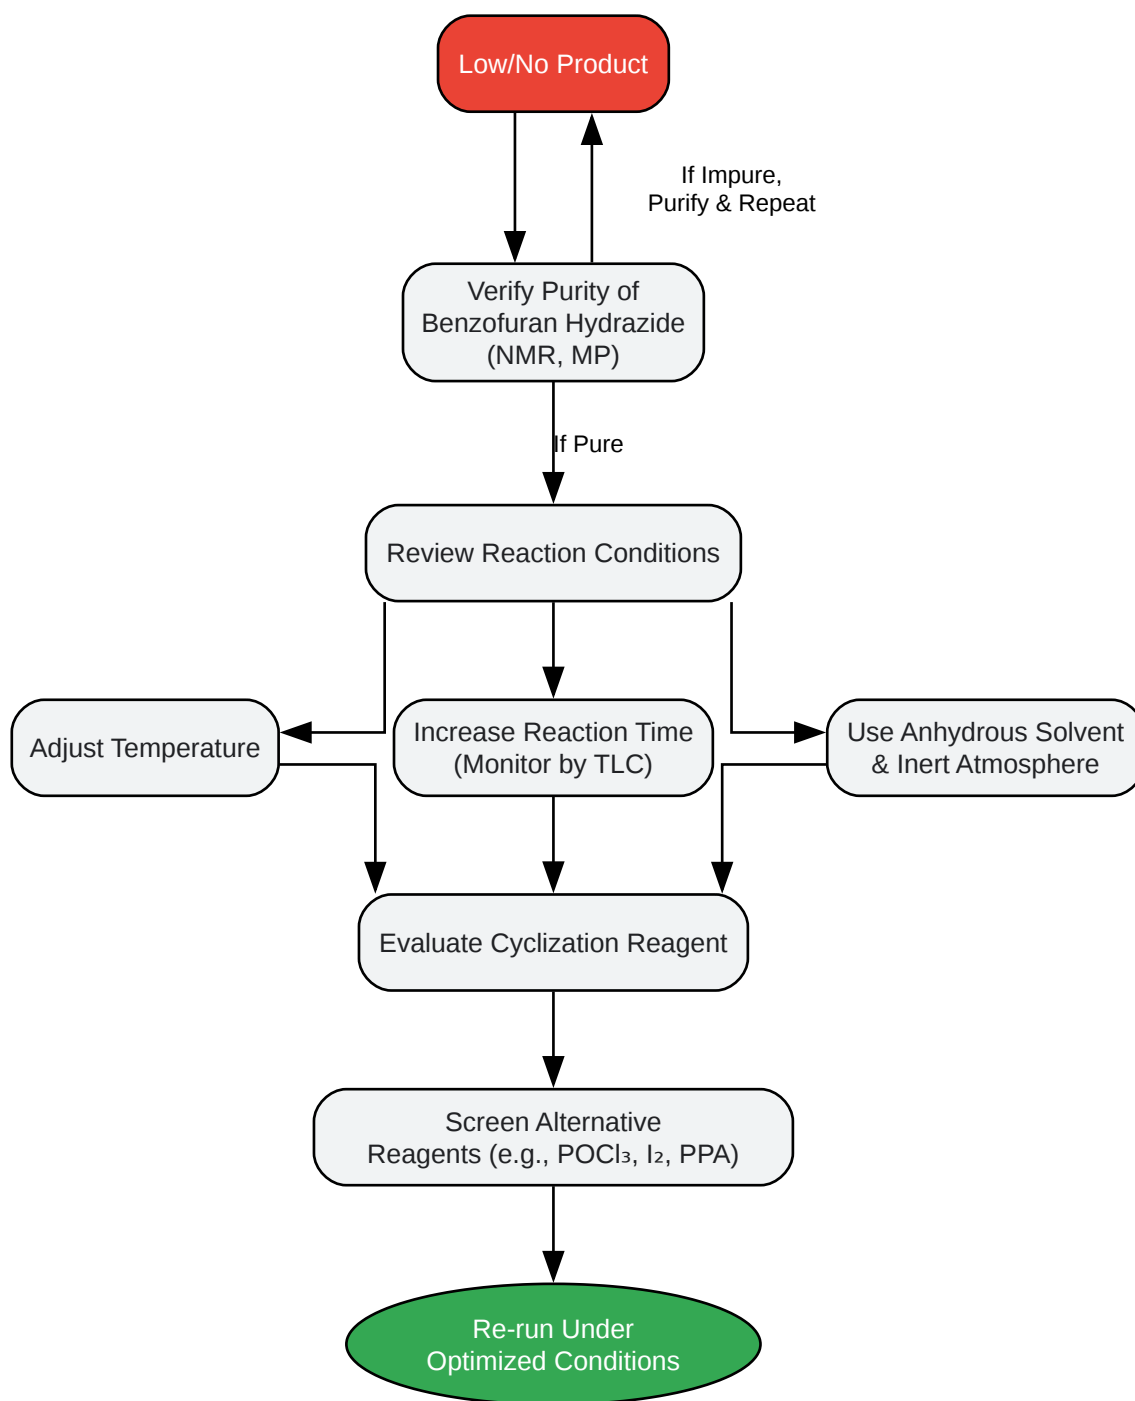 Low/No Product
If Impure,
Purify & Repeat
Verify Purity of
Benzofuran Hydrazide
(NMR, MP)
If Pure
Review Reaction Conditions
Adjust Temperature
Increase Reaction Time
(Monitor by TLC)
Use Anhydrous Solvent
& Inert Atmosphere
Evaluate Cyclization Reagent
Screen Alternative
Reagents (e.g., POCl₃, I₂, PPA)
Re-run Under
Optimized Conditions